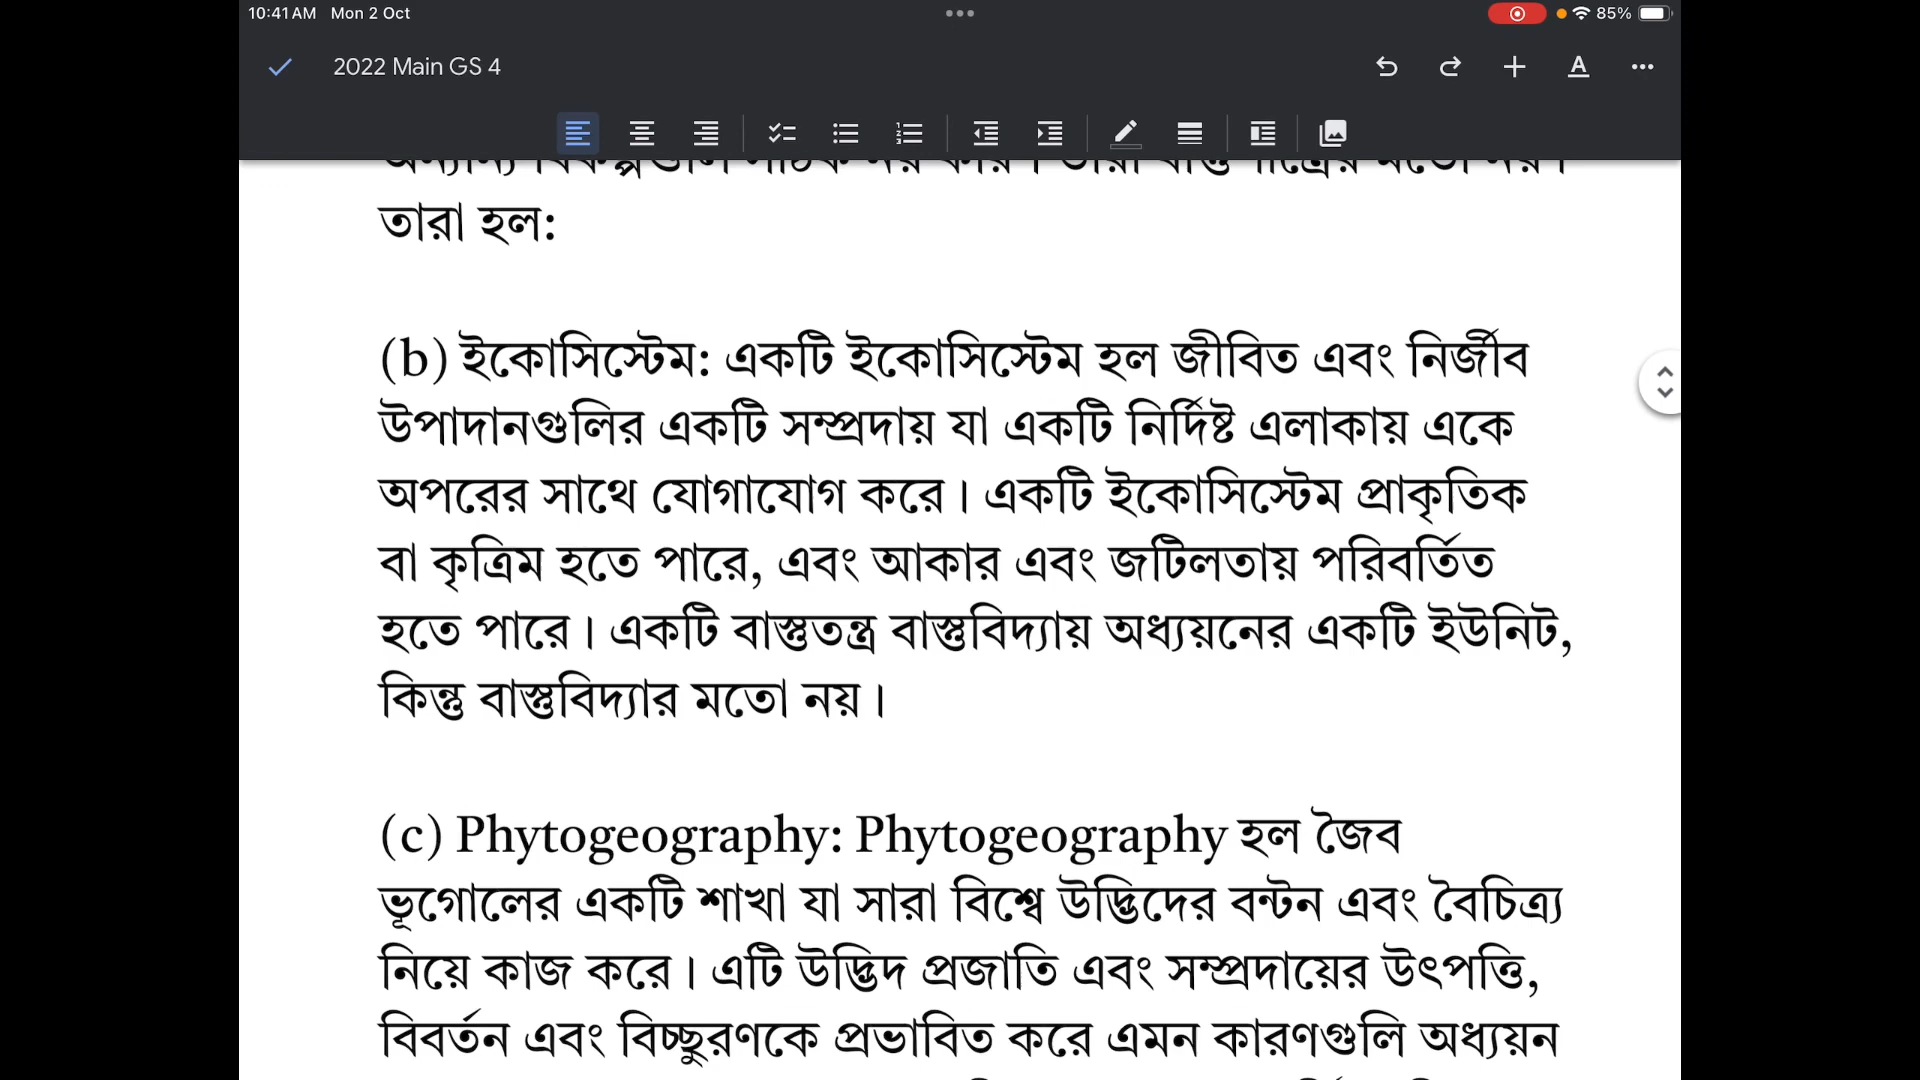 10:41 AM Mon 2 Oct
85%
2022 Main GS 4
তারা হল:
(b) ইকোসিস্টেম: একটি ইকোসিস্টেম হল জীবিত এবং নির্জীব
উপাদানগুলির একটি সম্প্রদায় যা একটি নির্দিষ্ট এলাকায় একে
অপরের সাথে যোগাযোগ করে। একটি ইকোসিস্টেম প্রাকৃতিক
বা কৃত্রিম হতে পারে, এবং আকার এবং জটিলতায় পরিবর্তিত
হতে পারে। একটি বাস্তুতন্ত্র বাস্তুবিদ্যায় অধ্যয়নের একটি ইউনিট,
কিন্তু বাস্তুবিদ্যার মতো নয়।
(c) Phytogeography: Phytogeography হল জৈব
ভূগোলের একটি শাখা যা সারা বিশ্বে উদ্ভিদের বন্টন এবং বৈচিত্র্য
নিয়ে কাজ করে। এটি উদ্ভিদ প্রজাতি এবং সম্প্রদায়ের উৎপত্তি,
বিবর্তন এবং বিচ্ছুরণকে প্রভাবিত করে এমন কারণগুলি অধ্যয়ন